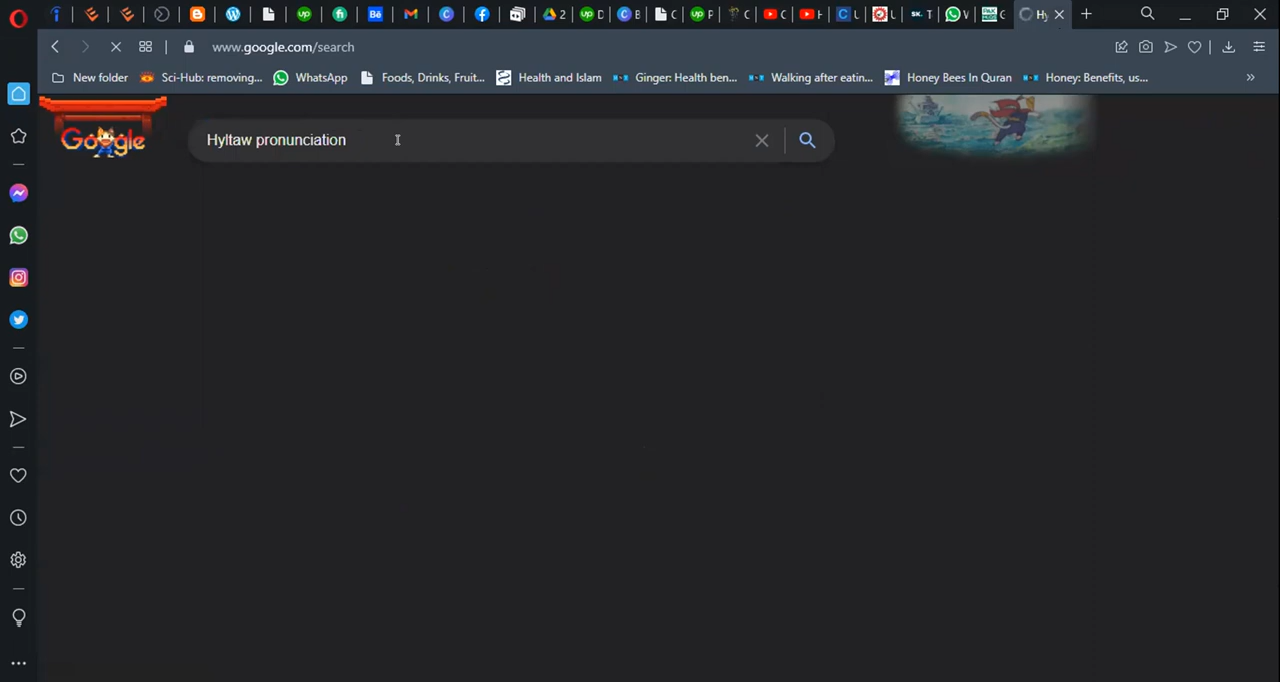 Hy
www.google.com/search
New folder
Sci-Hub: removing...
WhatsApp
Foods, Drinks, Fruit...
Health and Islam
Ginger: Health ben...
Walking after eatin...
Honey Bees In Quran
Honey: Benefits, us...
Google
Hyltaw pronunciation